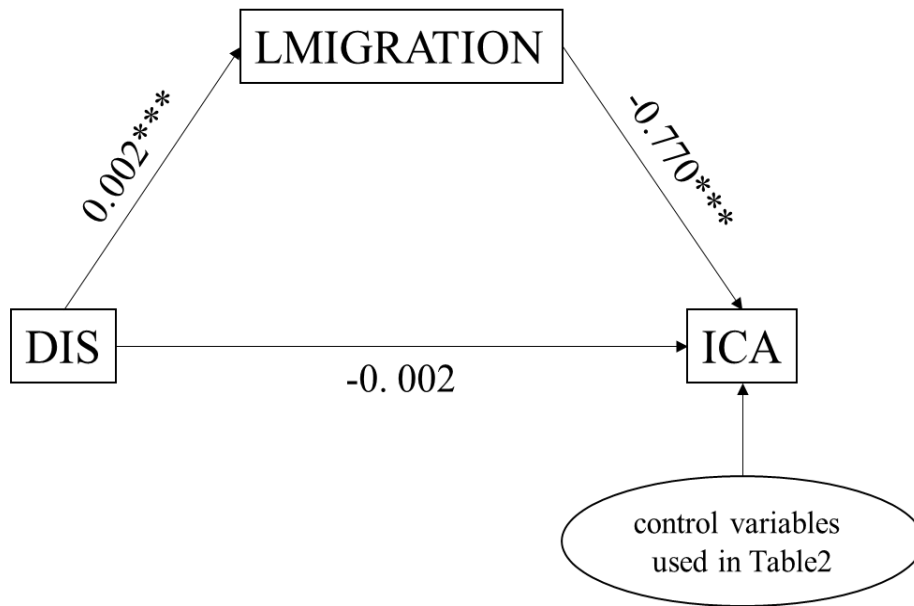 LMIGRATION
0.002***
-0.770***
DIS
ICA
-0. 002
control variables
used in Table2